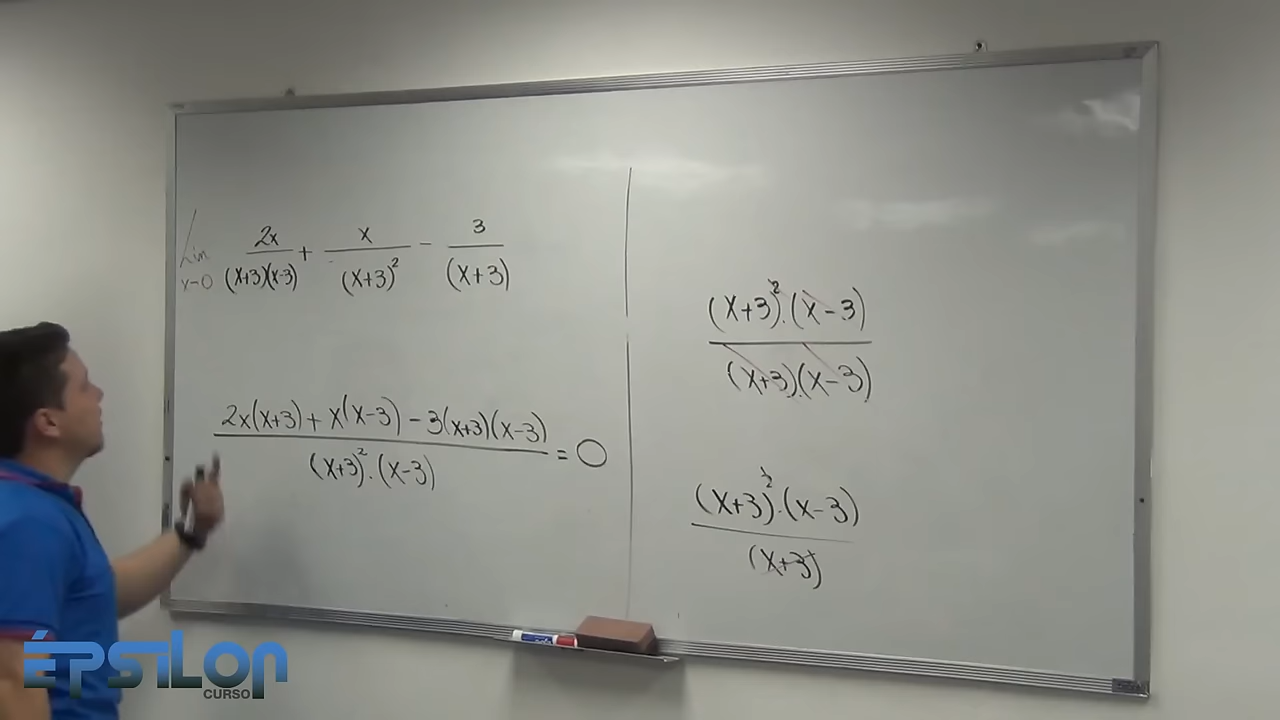 Lim x→0 2x/(x+3)(x-3) + x/(x+3)² - 3/(x+3)
2x(x+3) + x(x-3) - 3(x+3)(x-3)/(x+3)².(x-3) = 0
(x+3)².(x-3)
(x+3)(x-3)
(x+3)².(x-3)
(x+3)
ÉPSILON
CURSO